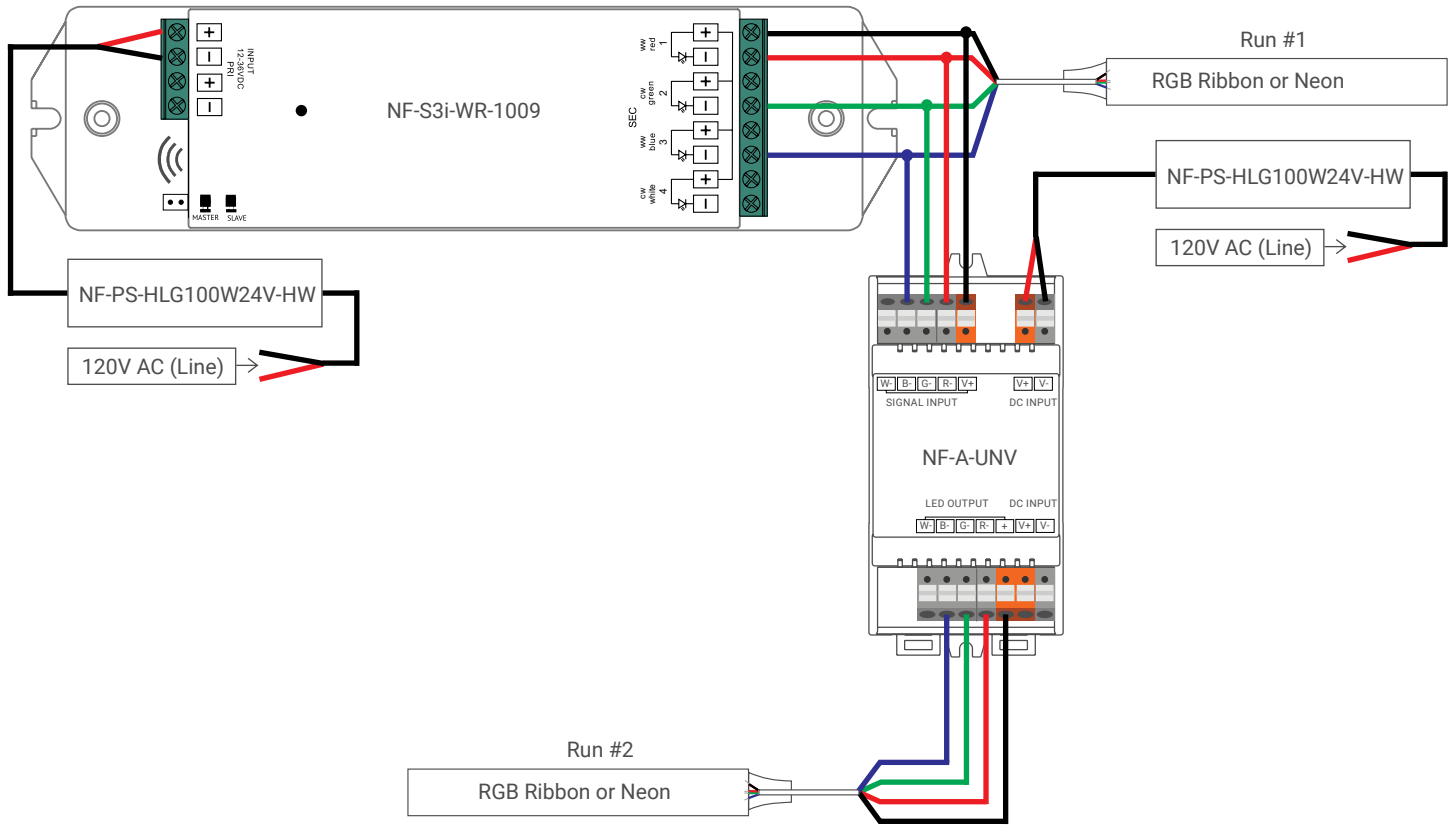 INPUT
12-36VDC
PRI
+
−
+
−
NF-S3i-WR-1009
SEC
ww
red
1
+
−
cw
green
2
+
−
ww
blue
3
+
−
cw
white
4
+
−
MASTER SLAVE
Run #1
RGB Ribbon or Neon
NF-PS-HLG100W24V-HW
120V AC (Line)
NF-PS-HLG100W24V-HW
120V AC (Line)
W- B- G- R- V+ V+ V-
SIGNAL INPUT DC INPUT
NF-A-UNV
LED OUTPUT DC INPUT
W- B- G- R- + V+ V-
Run #2
RGB Ribbon or Neon